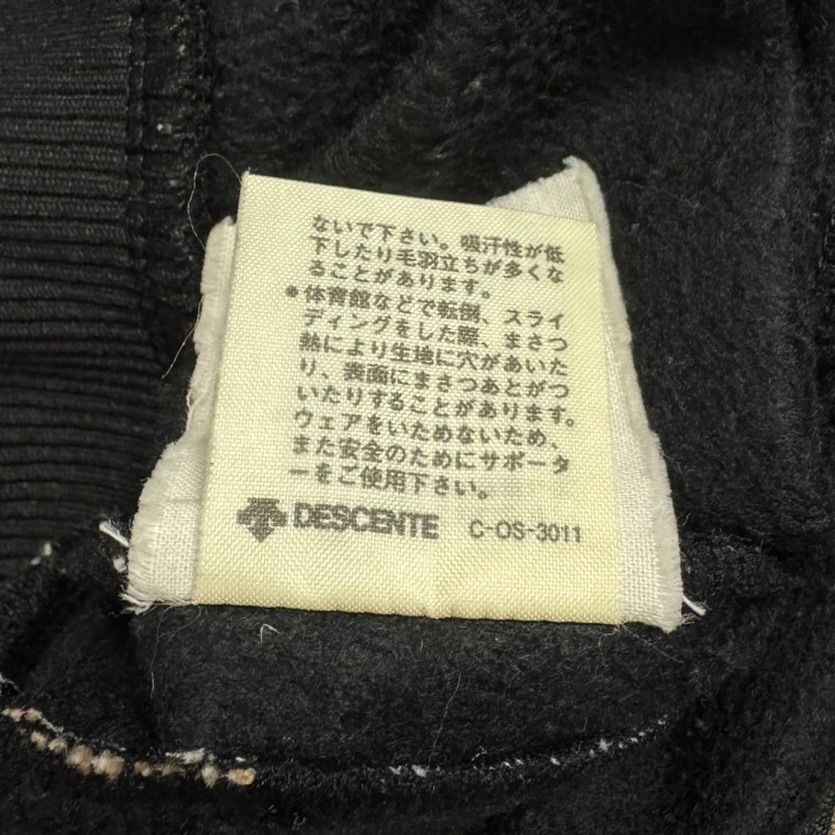 ないで下さい。吸汗性が低
下したり毛羽立ちが多くな
ることがあります。
●体育館などで転倒、スライ
ディングをした際、まさつ
熱により生地に穴があいた
り、表面にまさつあとがつ
いたりすることがあります。
ウェアをいためないため、
また安全のためにサポータ
ーをご使用下さい。
DESCENTE C-OS-3011